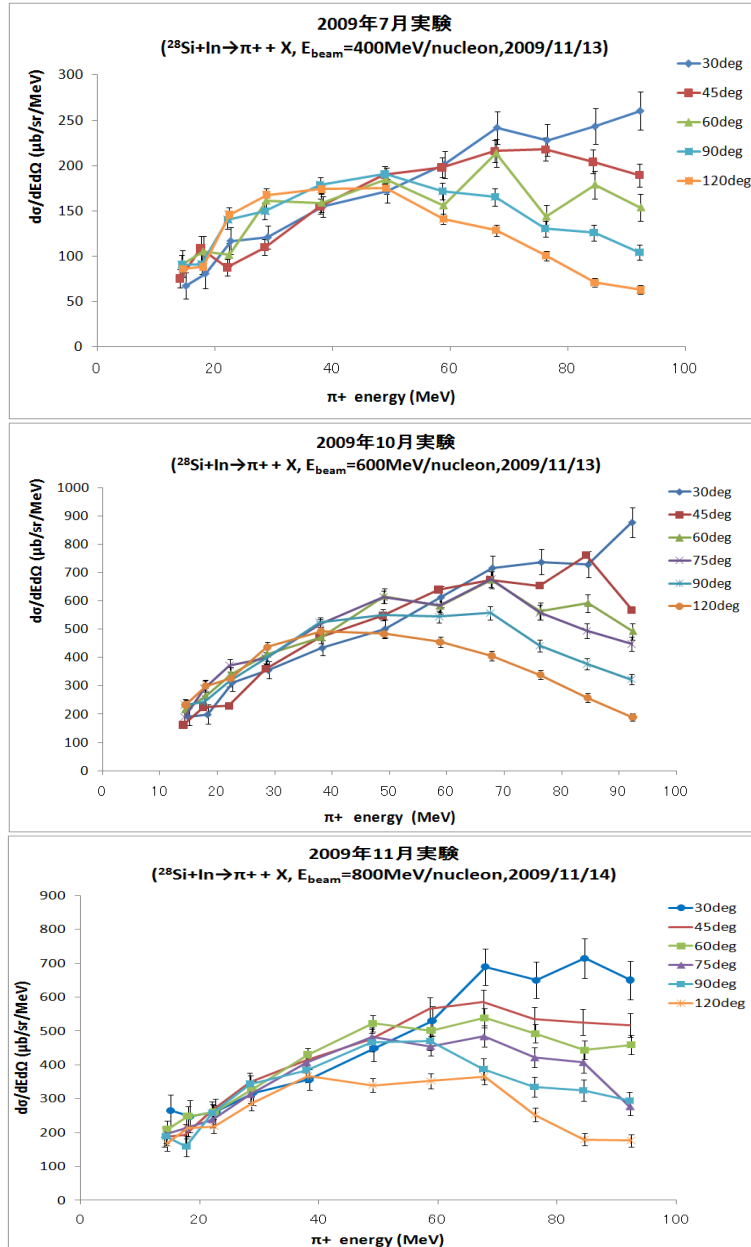 2009年7月実験
(²⁸Si+In→π++ X, E_beam=400MeV/nucleon,2009/11/13)
dσ/dEdΩ (μb/sr/MeV)
300
250
200
150
100
50
0
0 20 40 60 80 100
π+ energy (MeV)
30deg
45deg
60deg
90deg
120deg
2009年10月実験
(²⁸Si+In→π++ X, E_beam=600MeV/nucleon,2009/11/13)
dσ/dEdΩ (μb/sr/MeV)
1000
900
800
700
600
500
400
300
200
100
0
0 10 20 30 40 50 60 70 80 90 100
π+ energy (MeV)
30deg
45deg
60deg
75deg
90deg
120deg
2009年11月実験
(²⁸Si+In→π++ X, E_beam=800MeV/nucleon,2009/11/14)
dσ/dEdΩ (μb/sr/MeV)
900
800
700
600
500
400
300
200
100
0
0 20 40 60 80 100
π+ energy (MeV)
30deg
45deg
60deg
75deg
90deg
120deg